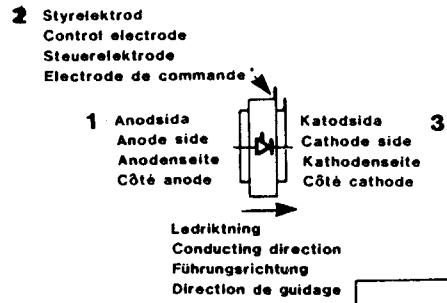 2 Styrelektrod
Control electrode
Steuerelektrode
Electrode de commande
1 Anodsida
Anode side
Anodenseite
Côté anode
Katodsida 3
Cathode side
Kathodenseite
Côté cathode
Ledriktning
Conducting direction
Führungsrichtung
Direction de guidage